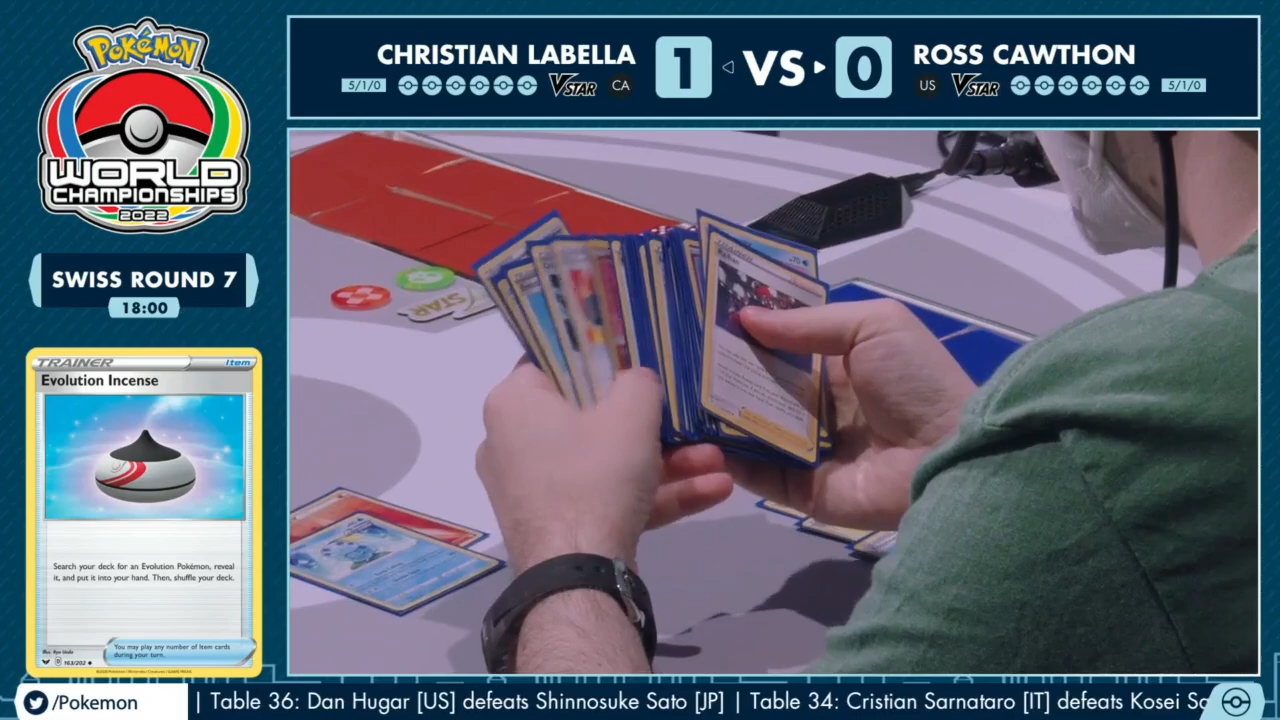 POKéMON
WORLD
CHAMPIONSHIPS
2022
CHRISTIAN LABELLA
5/1/0
VSTAR
CA
1
VS
0
ROSS CAWTHON
US
VSTAR
5/1/0
SWISS ROUND 7
18:00
TRAINER
Item
Evolution Incense
Search your deck for an Evolution Pokémon, reveal
it, and put it into your hand. Then, shuffle your deck.
You may play any number of Item cards
during your turn.
163/202
STAR
/Pokemon
| Table 36: Dan Hugar [US] defeats Shinnosuke Sato [JP] | Table 34: Cristian Sarnataro [IT] defeats Kosei